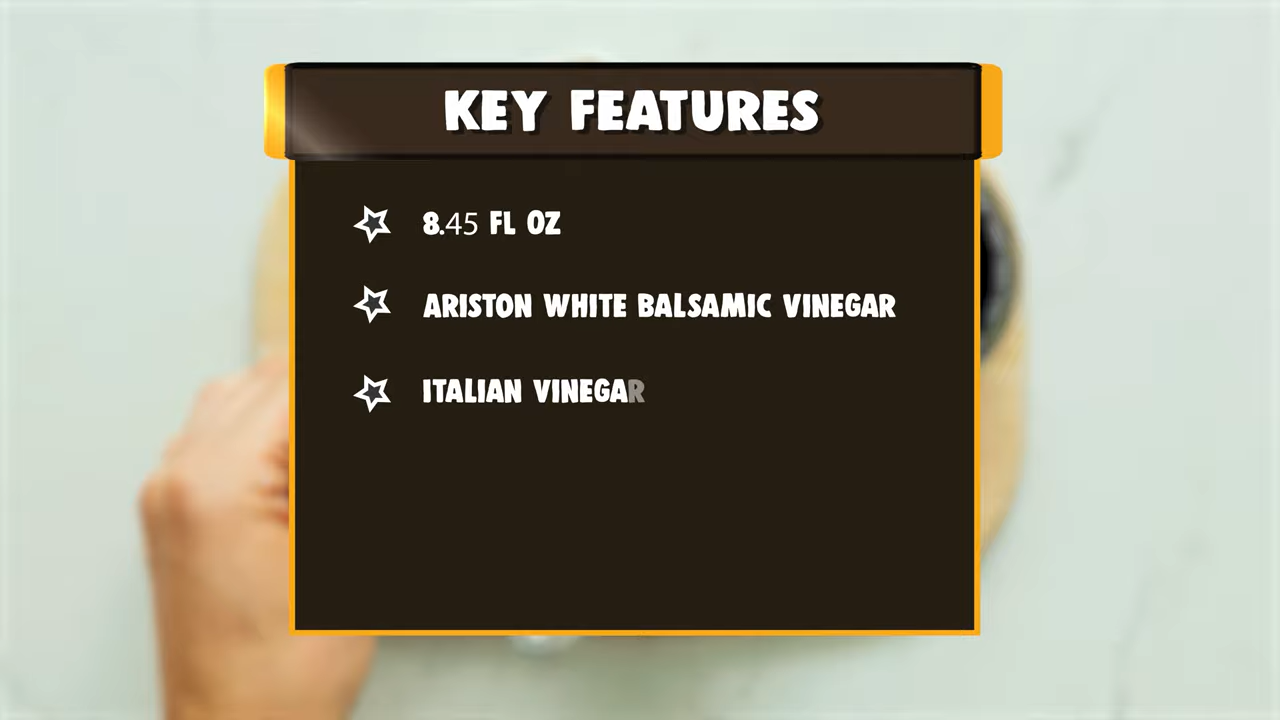 KEY FEATURES
8.45 FL OZ
ARISTON WHITE BALSAMIC VINEGAR
ITALIAN VINEGAR